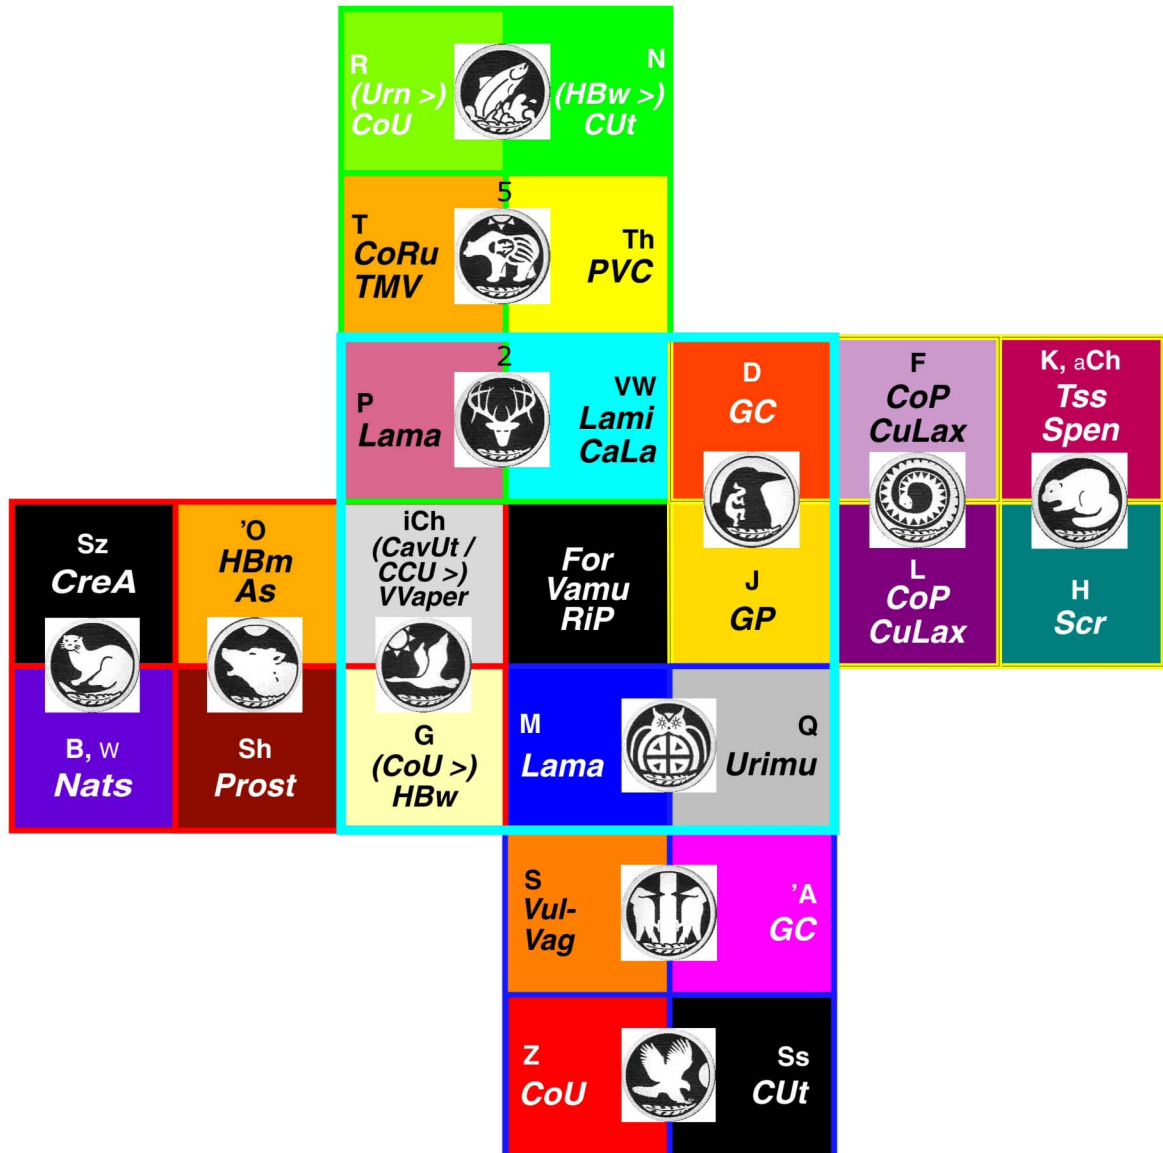 R
(Urn >)
CoU
N
(HBw >)
CUt
5
T
CoRu
TMV
Th
PVC
2
P
Lama
VW
Lami
CaLa
D
GC
F
CoP
CuLax
K, aCh
Tss
Spen
Sz
CreA
'O
HBm
As
iCh
(CavUt /
CCU >)
VVaper
For
Vamu
RiP
J
GP
L
CoP
CuLax
H
Scr
B, w
Nats
Sh
Prost
G
(CoU >)
HBw
M
Lama
Q
Urimu
S
Vul-
Vag
'A
GC
Z
CoU
Ss
CUt